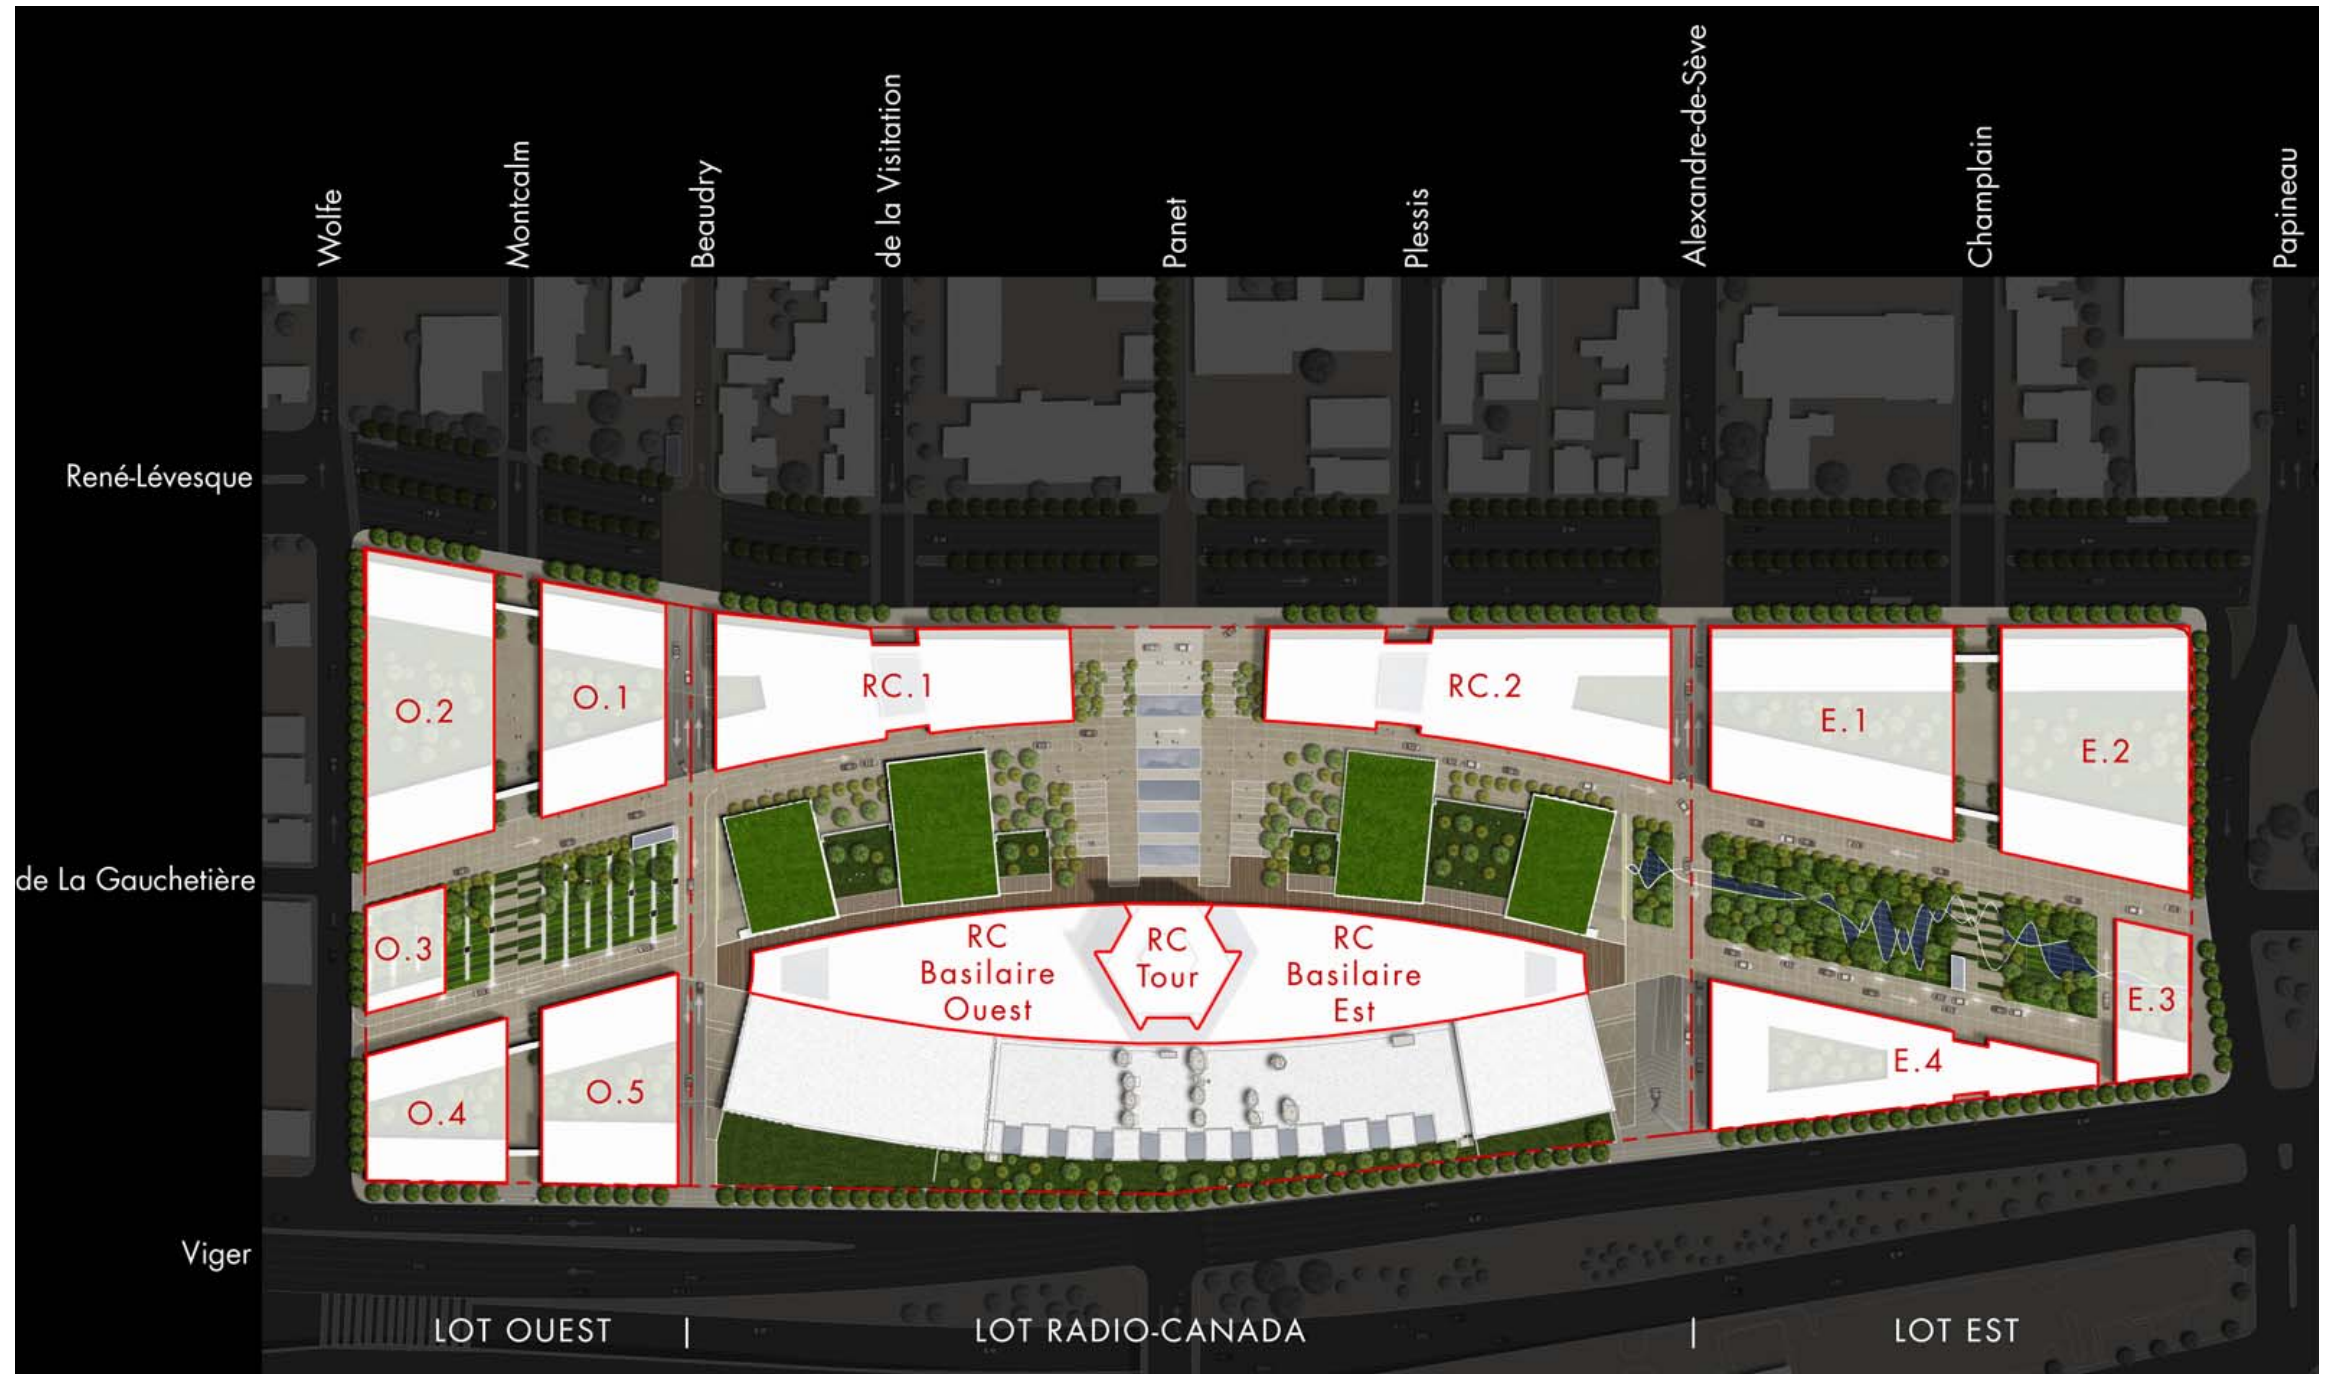 Wolfe
Montcalm
Beaudry
de la Visitation
Panet
Plessis
Alexandre-de-Sève
Champlain
Papineau
René-Lévesque
de La Gauchetière
Viger
O.2
O.1
RC.1
RC.2
E.1
E.2
O.3
RC
Basilaire
Ouest
RC
Tour
RC
Basilaire
Est
E.3
O.4
O.5
E.4
LOT OUEST | LOT RADIO-CANADA | LOT EST